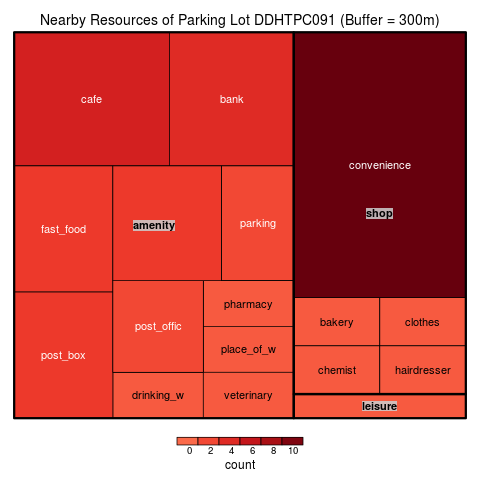 Nearby Resources of Parking Lot DDHTPC091 (Buffer = 300m)
cafe
bank
convenience
fast_food
amenity
parking
shop
post_box
post_offic
pharmacy
place_of_w
drinking_w
veterinary
bakery
clothes
chemist
hairdresser
leisure
0 2 4 6 8 10
count